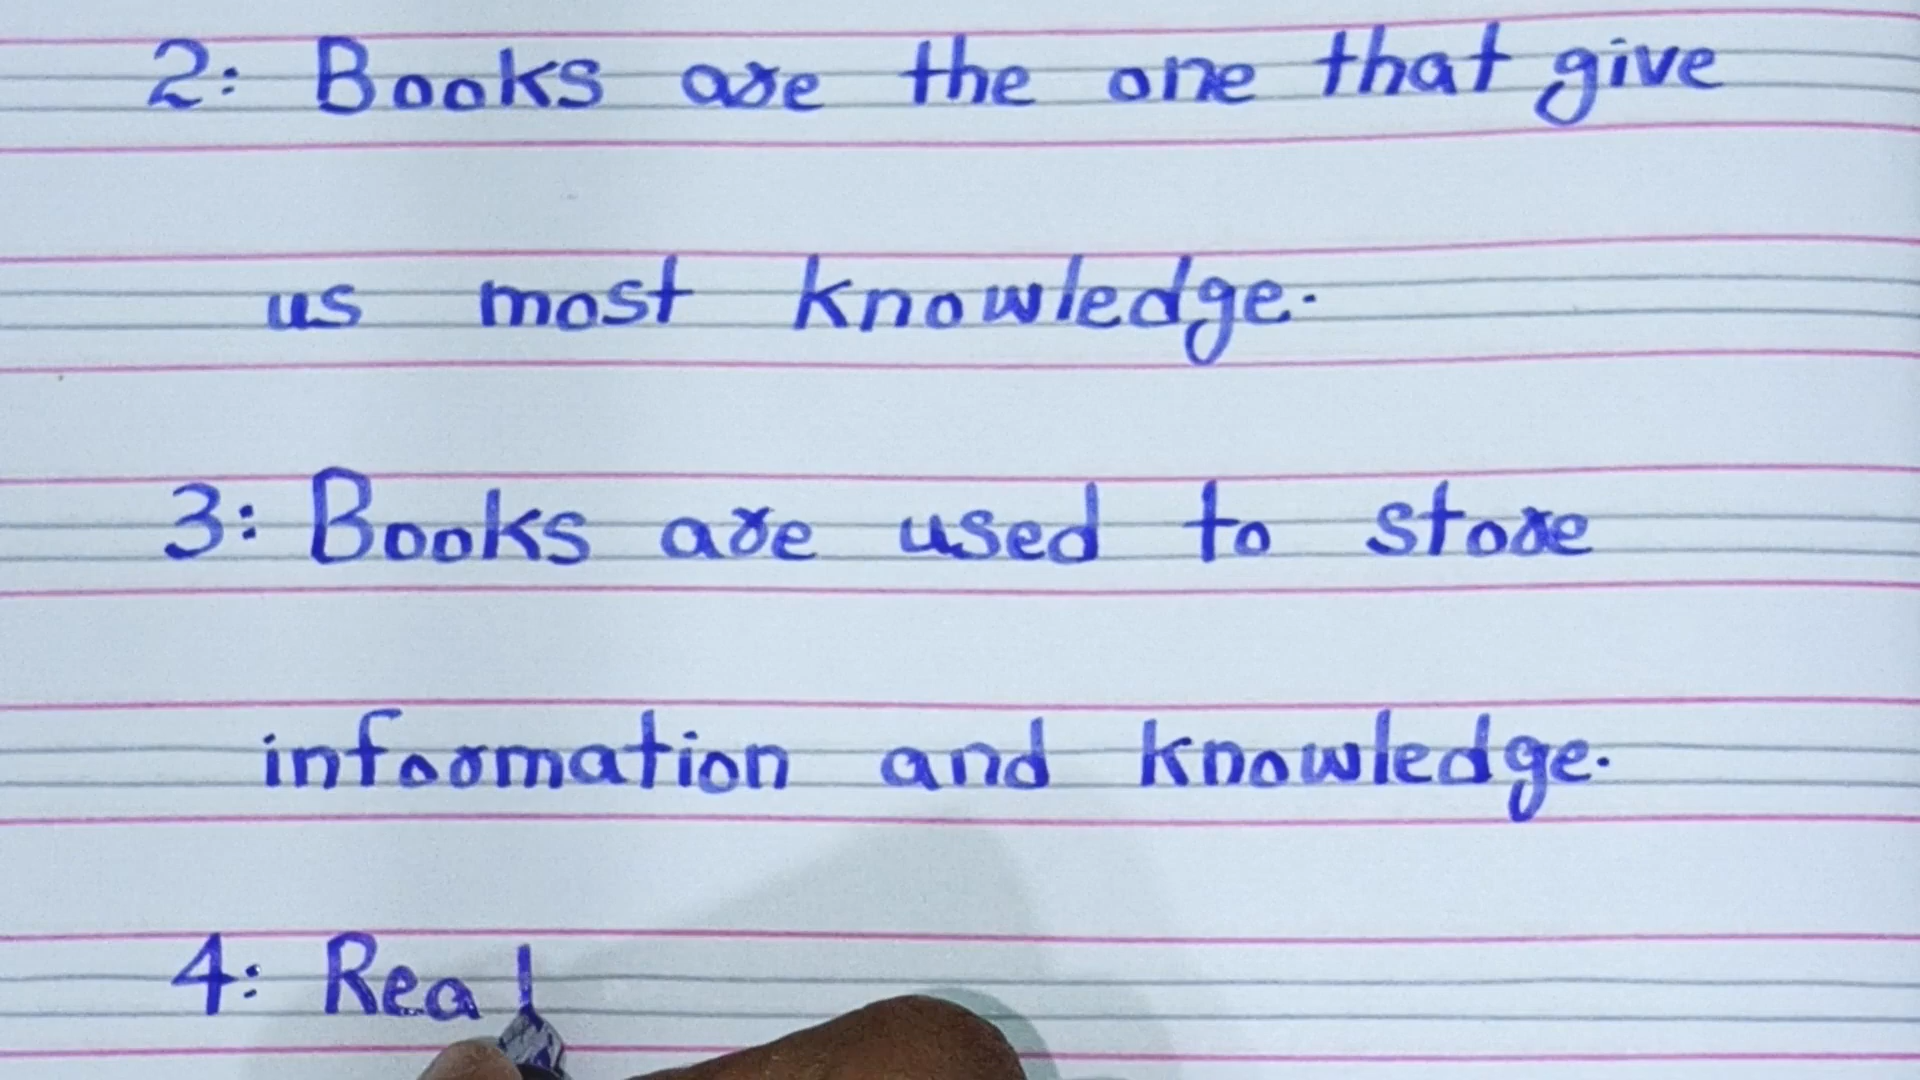 2: Books are the one that give
us most knowledge.
3: Books are used to store
information and knowledge.
4: